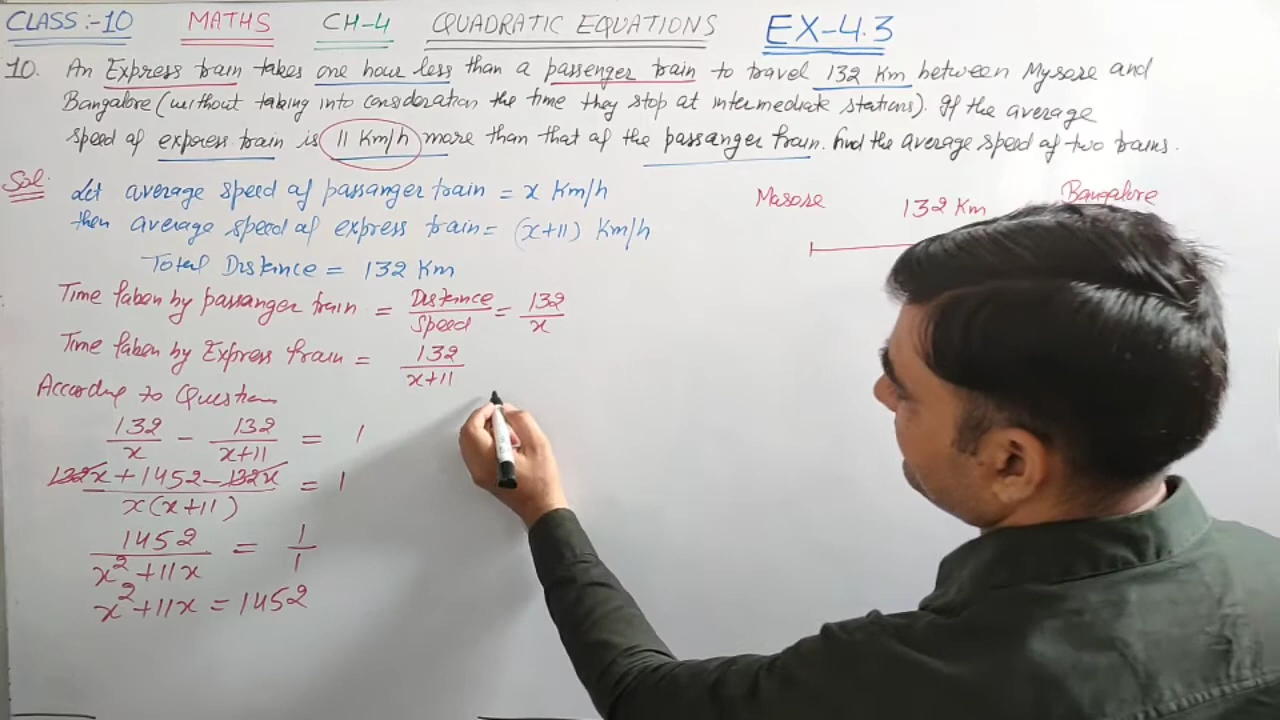 CLASS:-10 MATHS CH-4 QUADRATIC EQUATIONS EX-4.3
10. An Express train takes one hour less than a passenger train to travel 132 Km between Mysore and
Bangalore (without taking into consideration the time they stop at intermediate stations). If the average
speed of express train is 11 Km/h more than that of the passanger train. find the average speed of two trains.
Sol. Let average speed of passanger train = x Km/h
then average speed of express train = (x+11) Km/h
Total Distance = 132 Km
Time taken by passanger train = Distance/Speed = 132/x
Time taken by Express train = 132/x+11
According to Question
132/x - 132/x+11 = 1
132x + 1452 - 132x / x(x+11) = 1
1452/x²+11x = 1/1
x²+11x = 1452
Masore 132 Km Bangalore